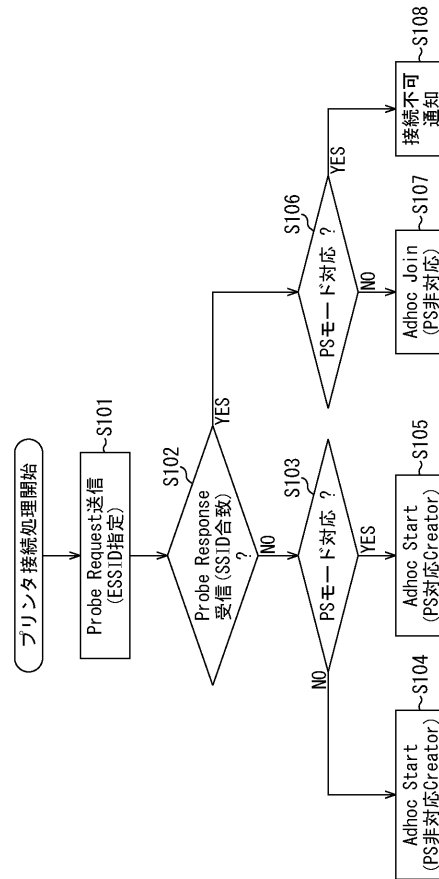 プリンタ接続処理開始
S101
Probe Request送信
(ESSID指定)
S102
Probe Response
受信(SSID合致)
?
YES
NO
S103
PSモード対応 ?
NO
YES
S106
PSモード対応 ?
YES
NO
S104
Adhoc Start
(PS非対応Creator)
S105
Adhoc Start
(PS対応Creator)
S107
Adhoc Join
(PS非対応)
S108
接続不可
通知